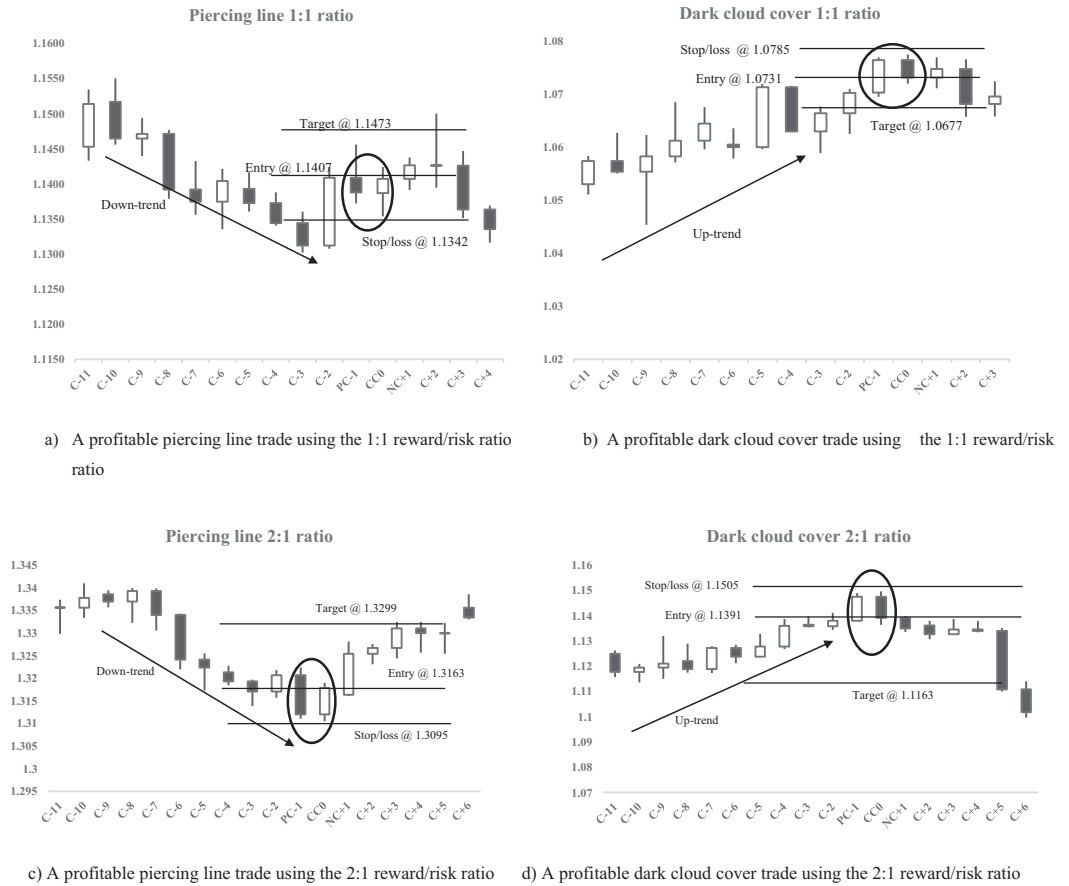 Piercing line 1:1 ratio
1.1600
1.1550
1.1500
1.1450
1.1400
1.1350
1.1300
1.1250
1.1200
1.1150
Target @ 1.1473
Entry @ 1.1407
Down-trend
Stop/loss @ 1.1342
C-11
C-10
C-9
C-8
C-7
C-6
C-5
C-4
C-3
C-2
PC-1
CC0
NC+1
C+2
C+3
C+4
a) A profitable piercing line trade using the 1:1 reward/risk ratio
ratio
Dark cloud cover 1:1 ratio
1.08
1.07
1.06
1.05
1.04
1.03
1.02
Stop/loss @ 1.0785
Entry @ 1.0731
Target @ 1.0677
Up-trend
C-11
C-10
C-9
C-8
C-7
C-6
C-5
C-4
C-3
C-2
PC-1
CC0
NC+1
C+2
C+3
b) A profitable dark cloud cover trade using the 1:1 reward/risk
Piercing line 2:1 ratio
1.345
1.34
1.335
1.33
1.325
1.32
1.315
1.31
1.305
1.3
1.295
Target @ 1.3299
Down-trend
Entry @ 1.3163
Stop/loss @ 1.3095
C-11
C-10
C-9
C-8
C-7
C-6
C-5
C-4
C-3
C-2
PC-1
CC0
NC+1
C+2
C+3
C+4
C+5
C+6
c) A profitable piercing line trade using the 2:1 reward/risk ratio
Dark cloud cover 2:1 ratio
1.16
1.15
1.14
1.13
1.12
1.11
1.1
1.09
1.08
1.07
Stop/loss @ 1.1505
Entry @ 1.1391
Target @ 1.1163
Up-trend
C-11
C-10
C-9
C-8
C-7
C-6
C-5
C-4
C-3
C-2
PC-1
CC0
NC+1
C+2
C+3
C+4
C+5
C+6
d) A profitable dark cloud cover trade using the 2:1 reward/risk ratio